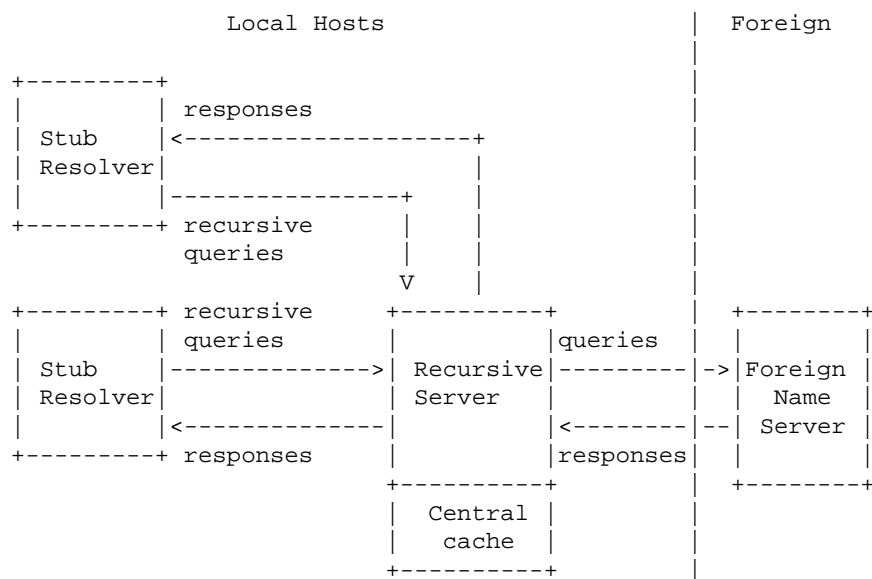 Local Hosts | Foreign
responses
Stub
Resolver
recursive
queries
V
recursive
queries
queries
Stub
Resolver
Recursive
Server
Foreign
Name
Server
responses
responses
Central
cache